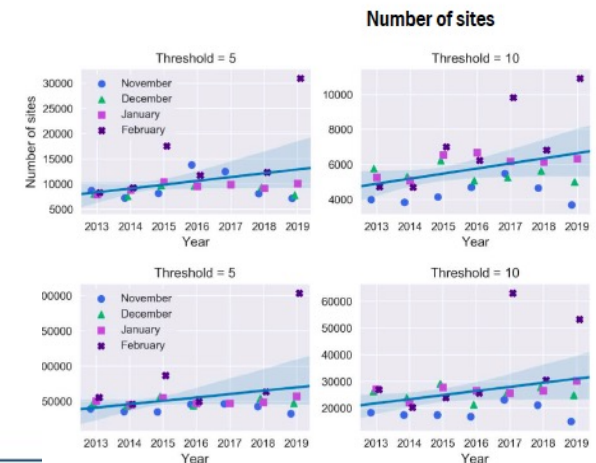 Number of sites
Threshold = 5
Threshold = 10
Number of sites
30000
25000
20000
15000
10000
5000
November
December
January
February
10000
8000
6000
4000
2013 2014 2015 2016 2017 2018 2019
Year
2013 2014 2015 2016 2017 2018 2019
Year
Threshold = 5
Threshold = 10
00000
50000
00000
50000
November
December
January
February
60000
50000
40000
30000
20000
2013 2014 2015 2016 2017 2018 2019
Year
2013 2014 2015 2016 2017 2018 2019
Year